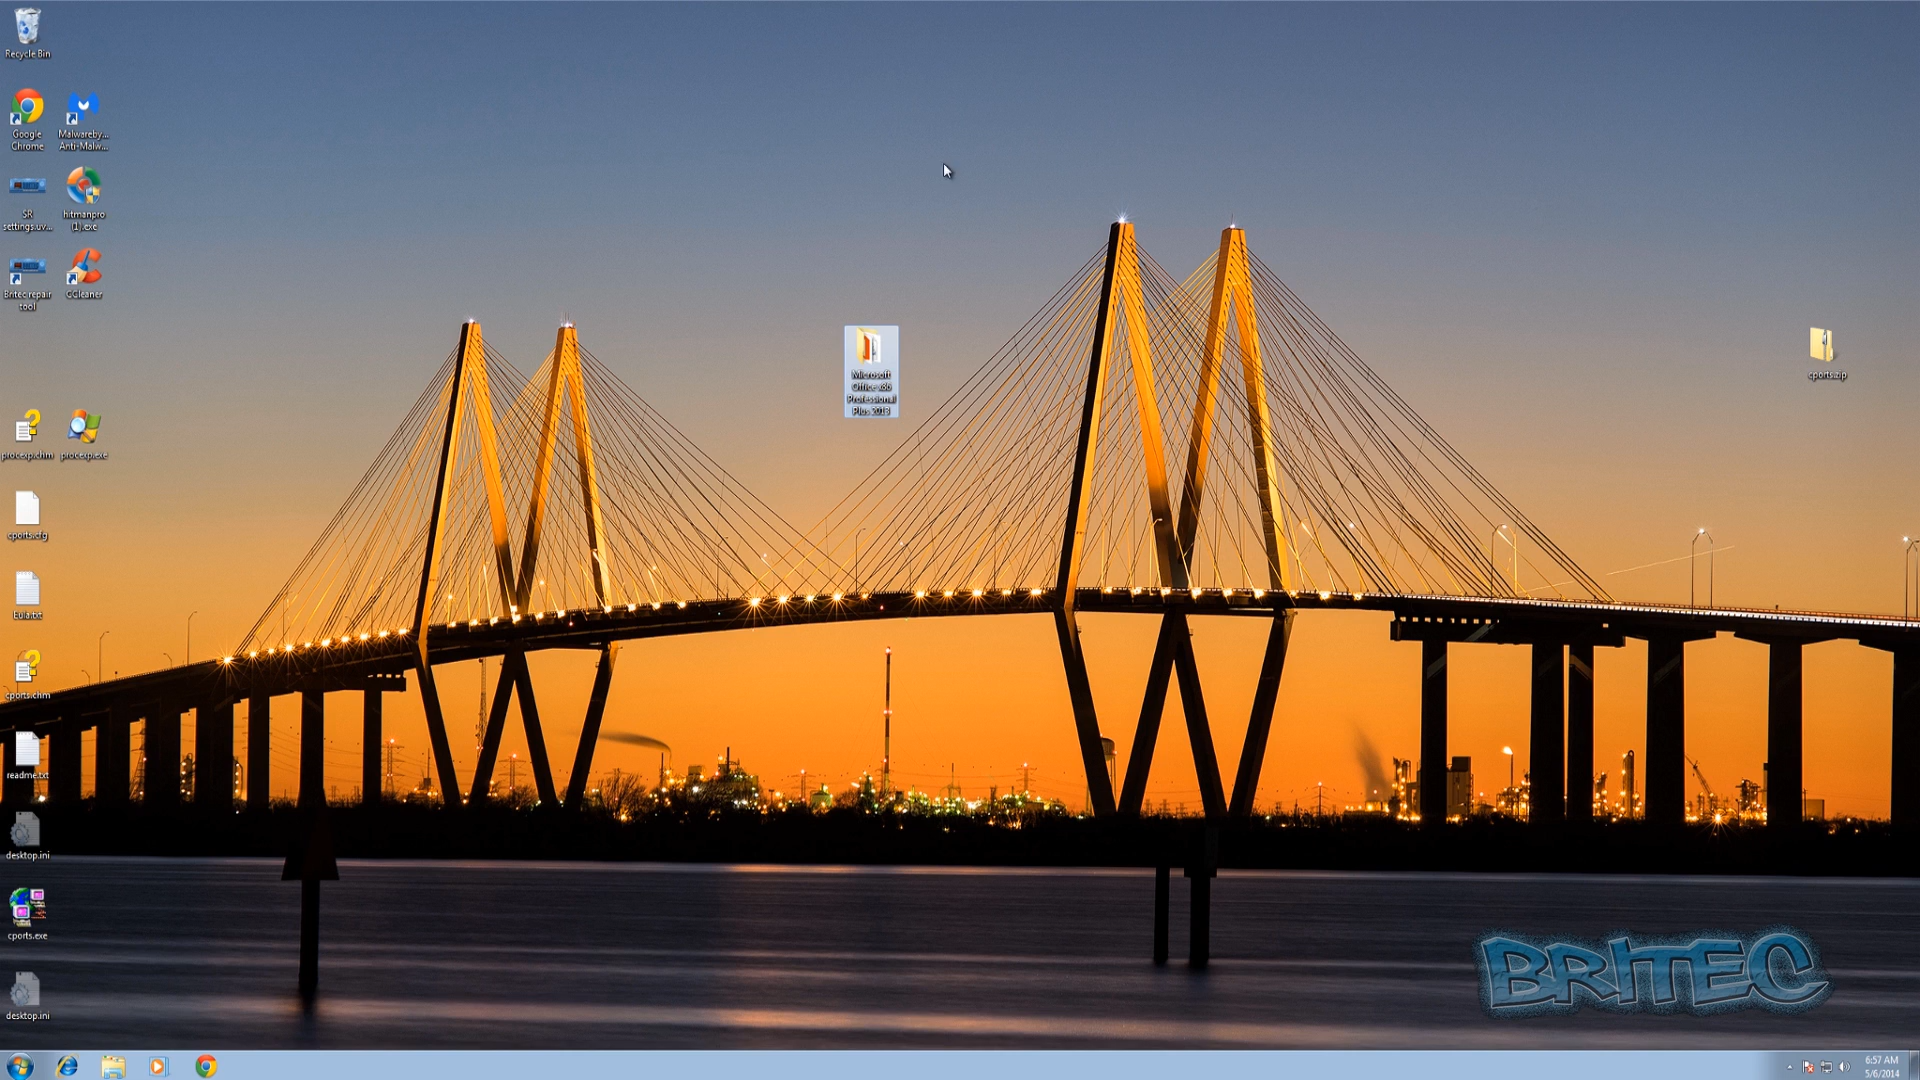 Recycle Bin
Google
Chrome
Malwareby...
Anti-Malw...
SR
settings.uv...
hitmanpro
(1).exe
Britec repair
tool
CCleaner
Microsoft
Office x86
Professional
Plus 2013
cports.zip
procexp.chm
procexp.exe
cports.cfg
Eula.txt
cports.chm
readme.txt
desktop.ini
cports.exe
desktop.ini
BRITEC
6:57 AM
5/6/2014